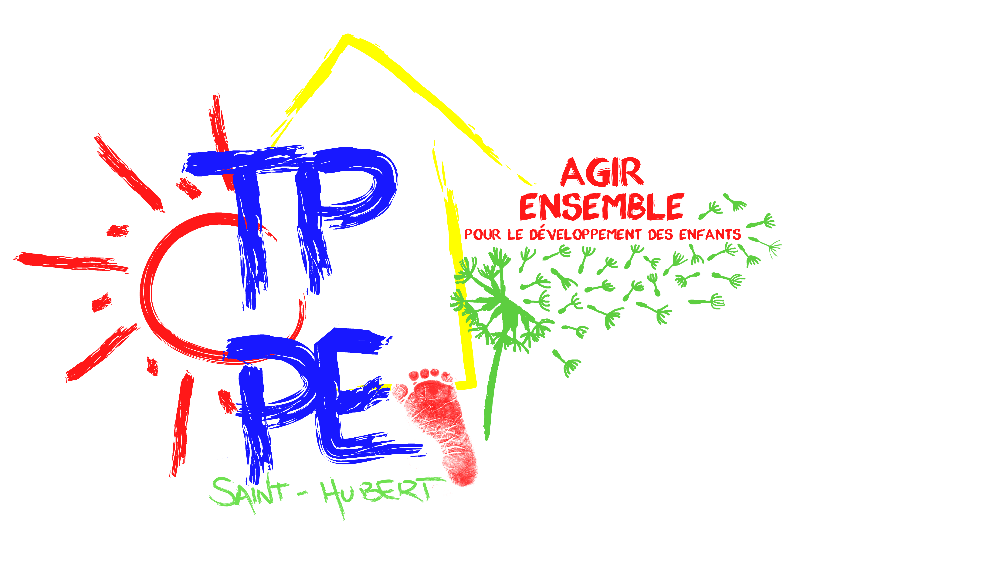 TP
PE
SAINT-HUBERT
AGIR
ENSEMBLE
POUR LE DÉVELOPPEMENT DES ENFANTS